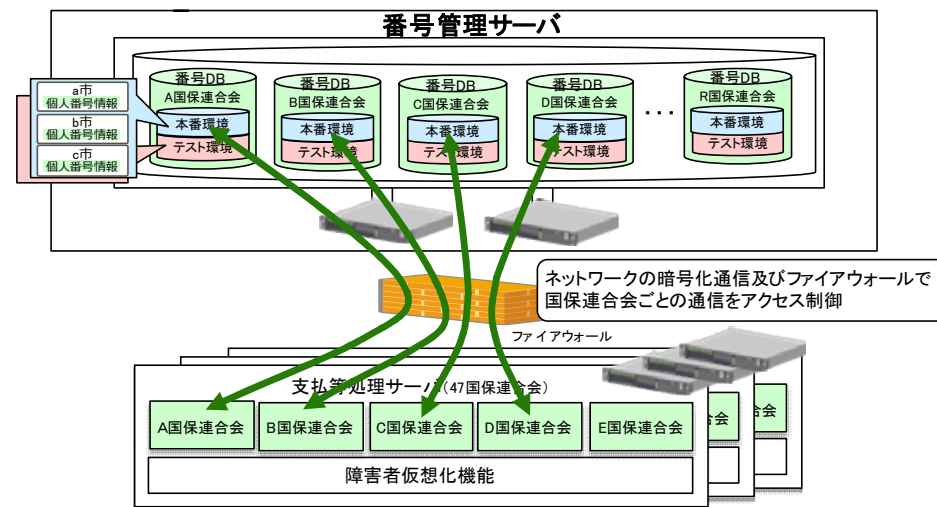 番号管理サーバ
a市
個人番号情報
b市
個人番号情報
c市
個人番号情報
番号DB
A国保連合会
本番環境
テスト環境
番号DB
B国保連合会
本番環境
テスト環境
番号DB
C国保連合会
本番環境
テスト環境
番号DB
D国保連合会
本番環境
テスト環境
・・・
番号DB
R国保連合会
本番環境
テスト環境
ネットワークの暗号化通信及びファイアウォールで
国保連合会ごとの通信をアクセス制御
ファイアウォール
支払等処理サーバ(47国保連合会)
A国保連合会
B国保連合会
C国保連合会
D国保連合会
E国保連合会
会
会
障害者仮想化機能